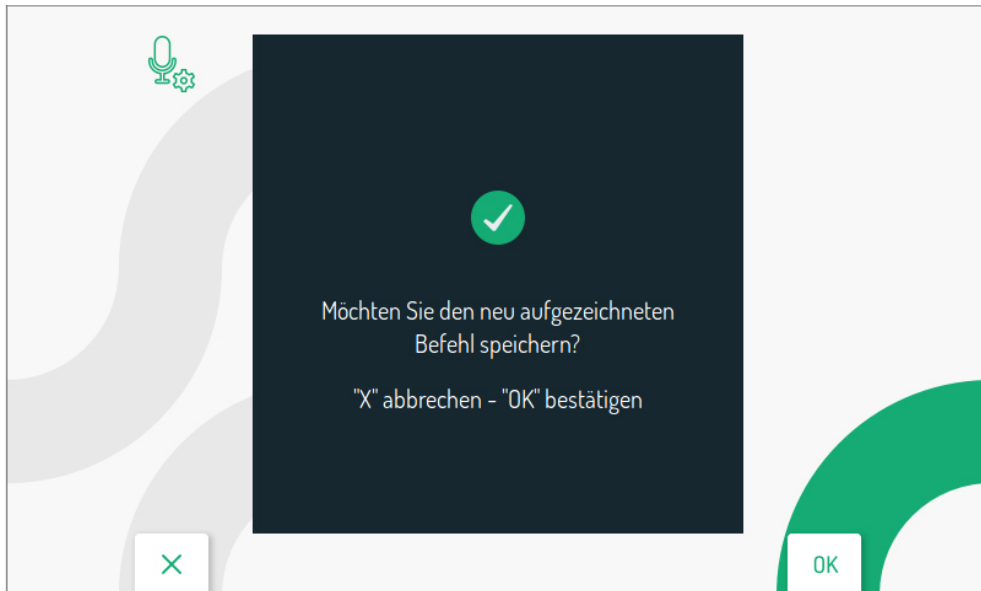 Möchten Sie den neu aufgezeichneten
Befehl speichern?
"X" abbrechen - "OK" bestätigen
OK